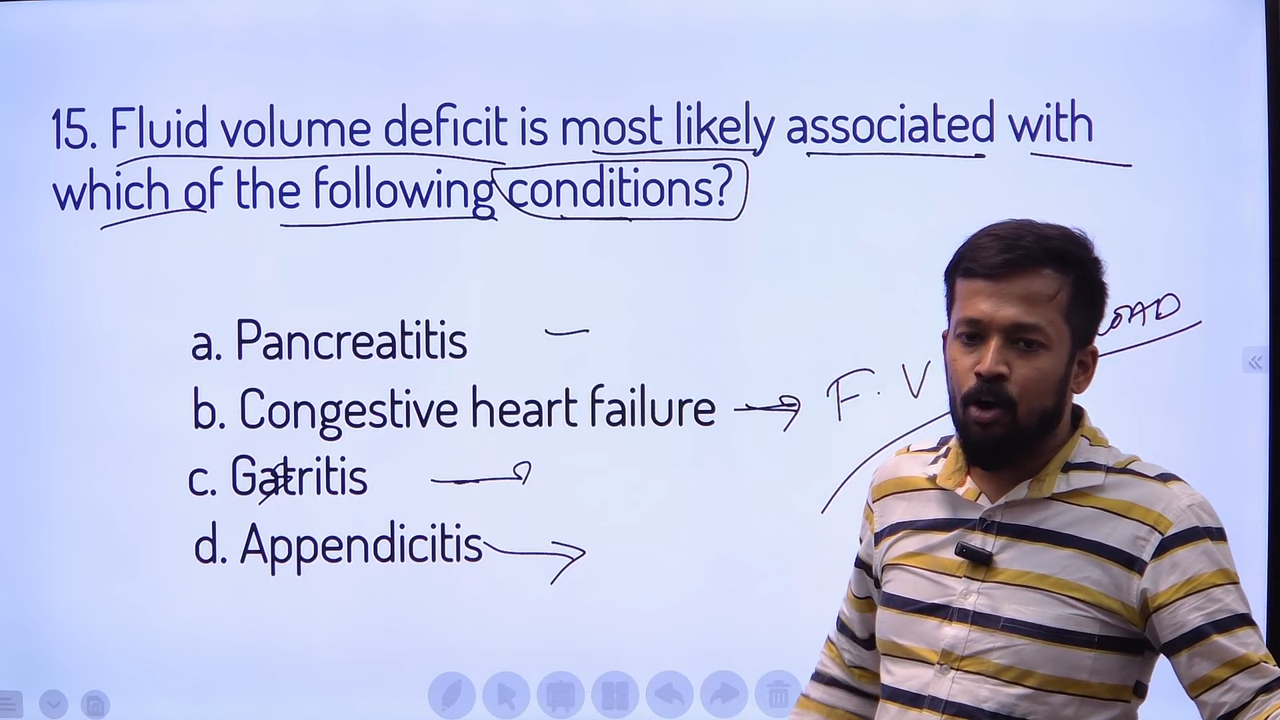 15. Fluid volume deficit is most likely associated with
which of the following conditions?
a. Pancreatitis
b. Congestive heart failure → F. V
c. Gatritis
d. Appendicitis